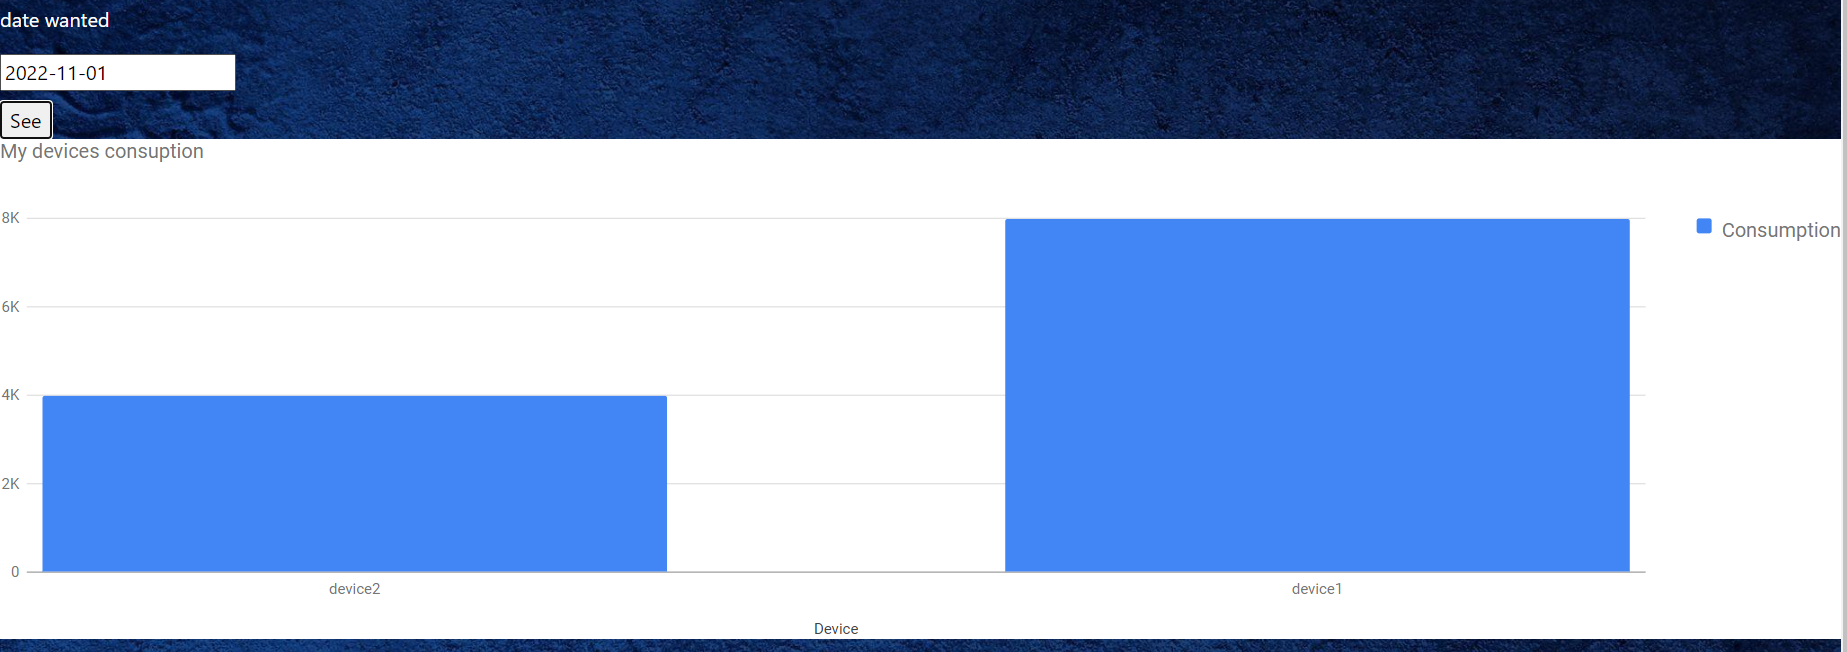 date wanted
2022-11-01
See
My devices consuption
8K
Consumption
6K
4K
2K
0
device2 device1
Device